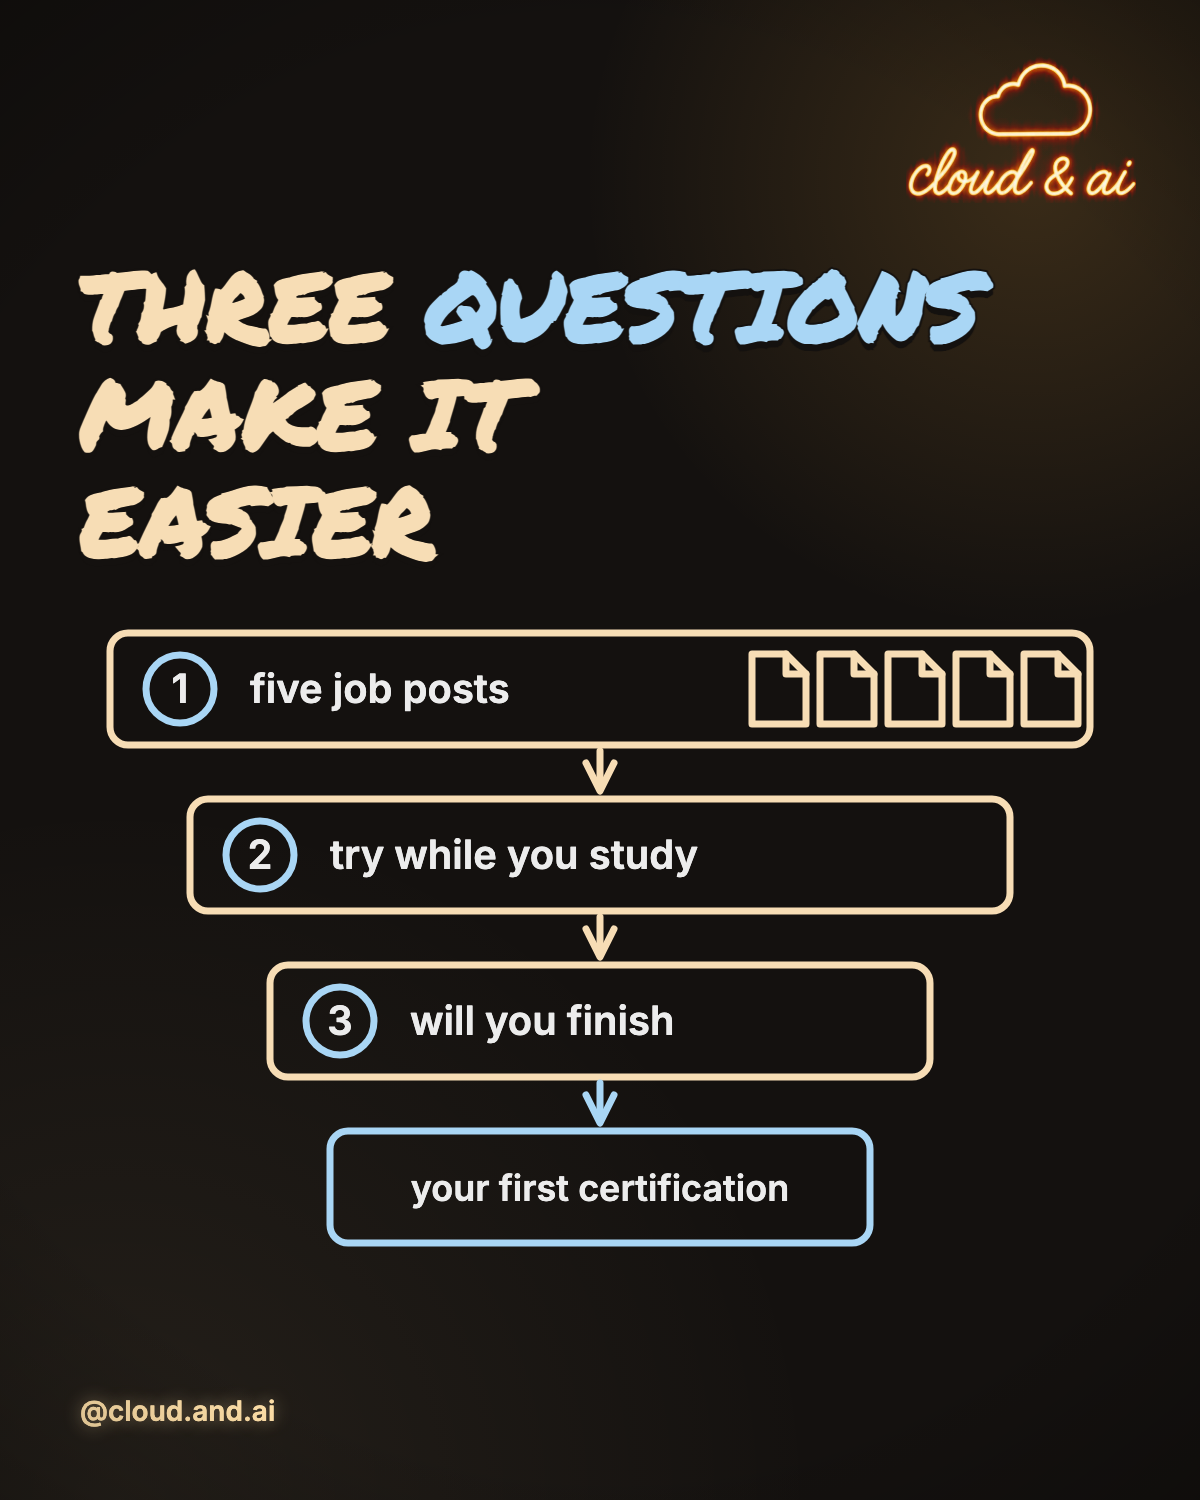 cloud & ai
THREE QUESTIONS
MAKE IT
EASIER
1 five job posts
2 try while you study
3 will you finish
your first certification
@cloud.and.ai